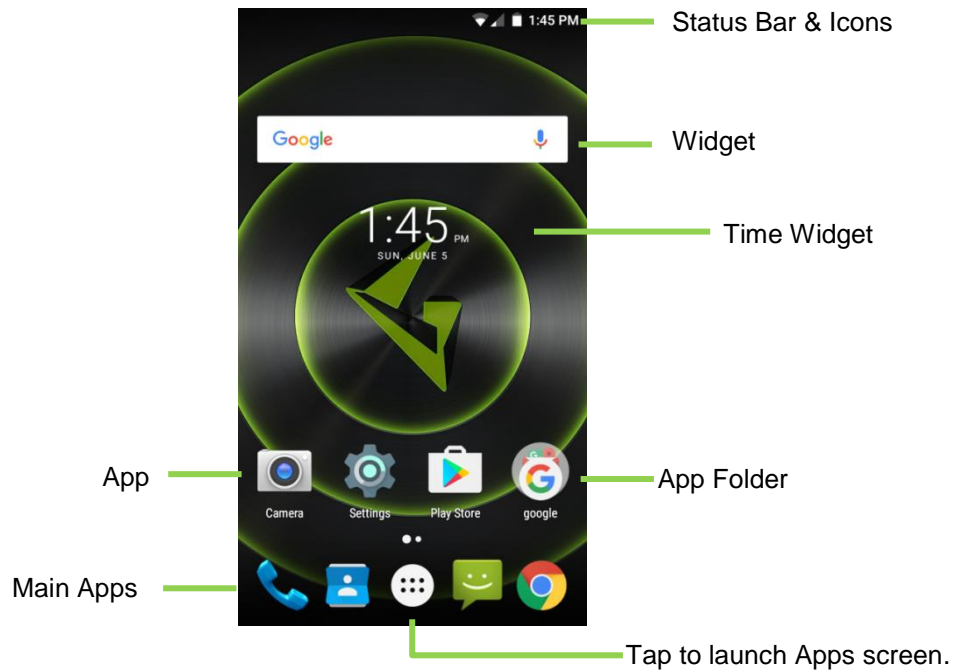 1:45 PM
Status Bar & Icons
Google
Widget
1:45 PM
SUN, JUNE 5
Time Widget
App
App Folder
Camera
Settings
Play Store
google
Main Apps
Tap to launch Apps screen.